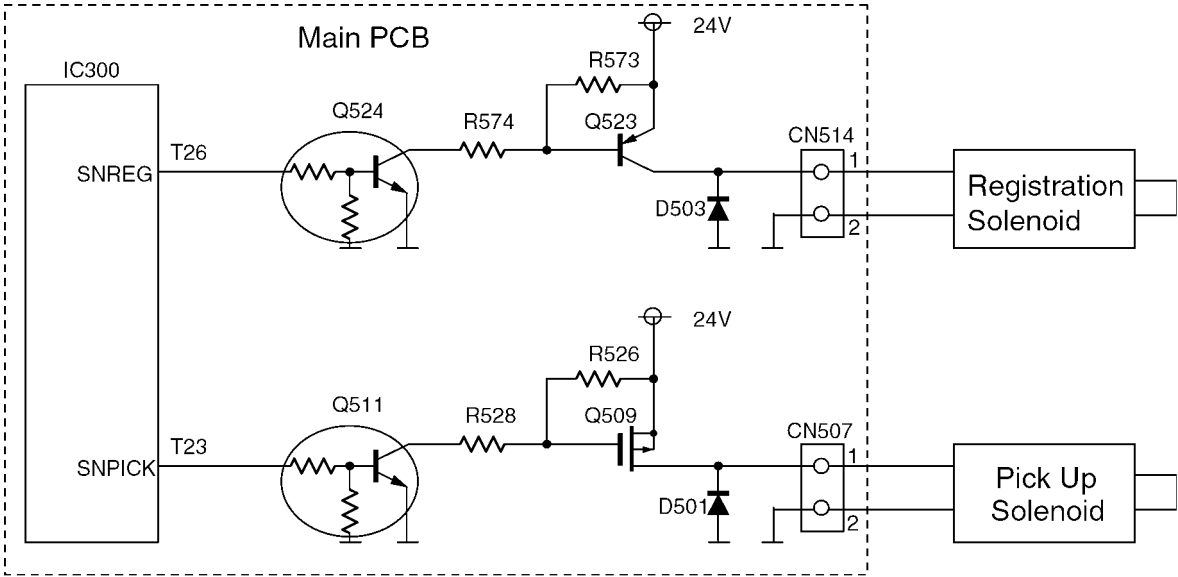 Main PCB
24V
IC300
R573
Q524
R574
Q523
CN514
T26
SNREG
1
Registration
Solenoid
D503
2
24V
R526
Q511
R528
Q509
CN507
T23
SNPICK
1
Pick Up
Solenoid
D501
2